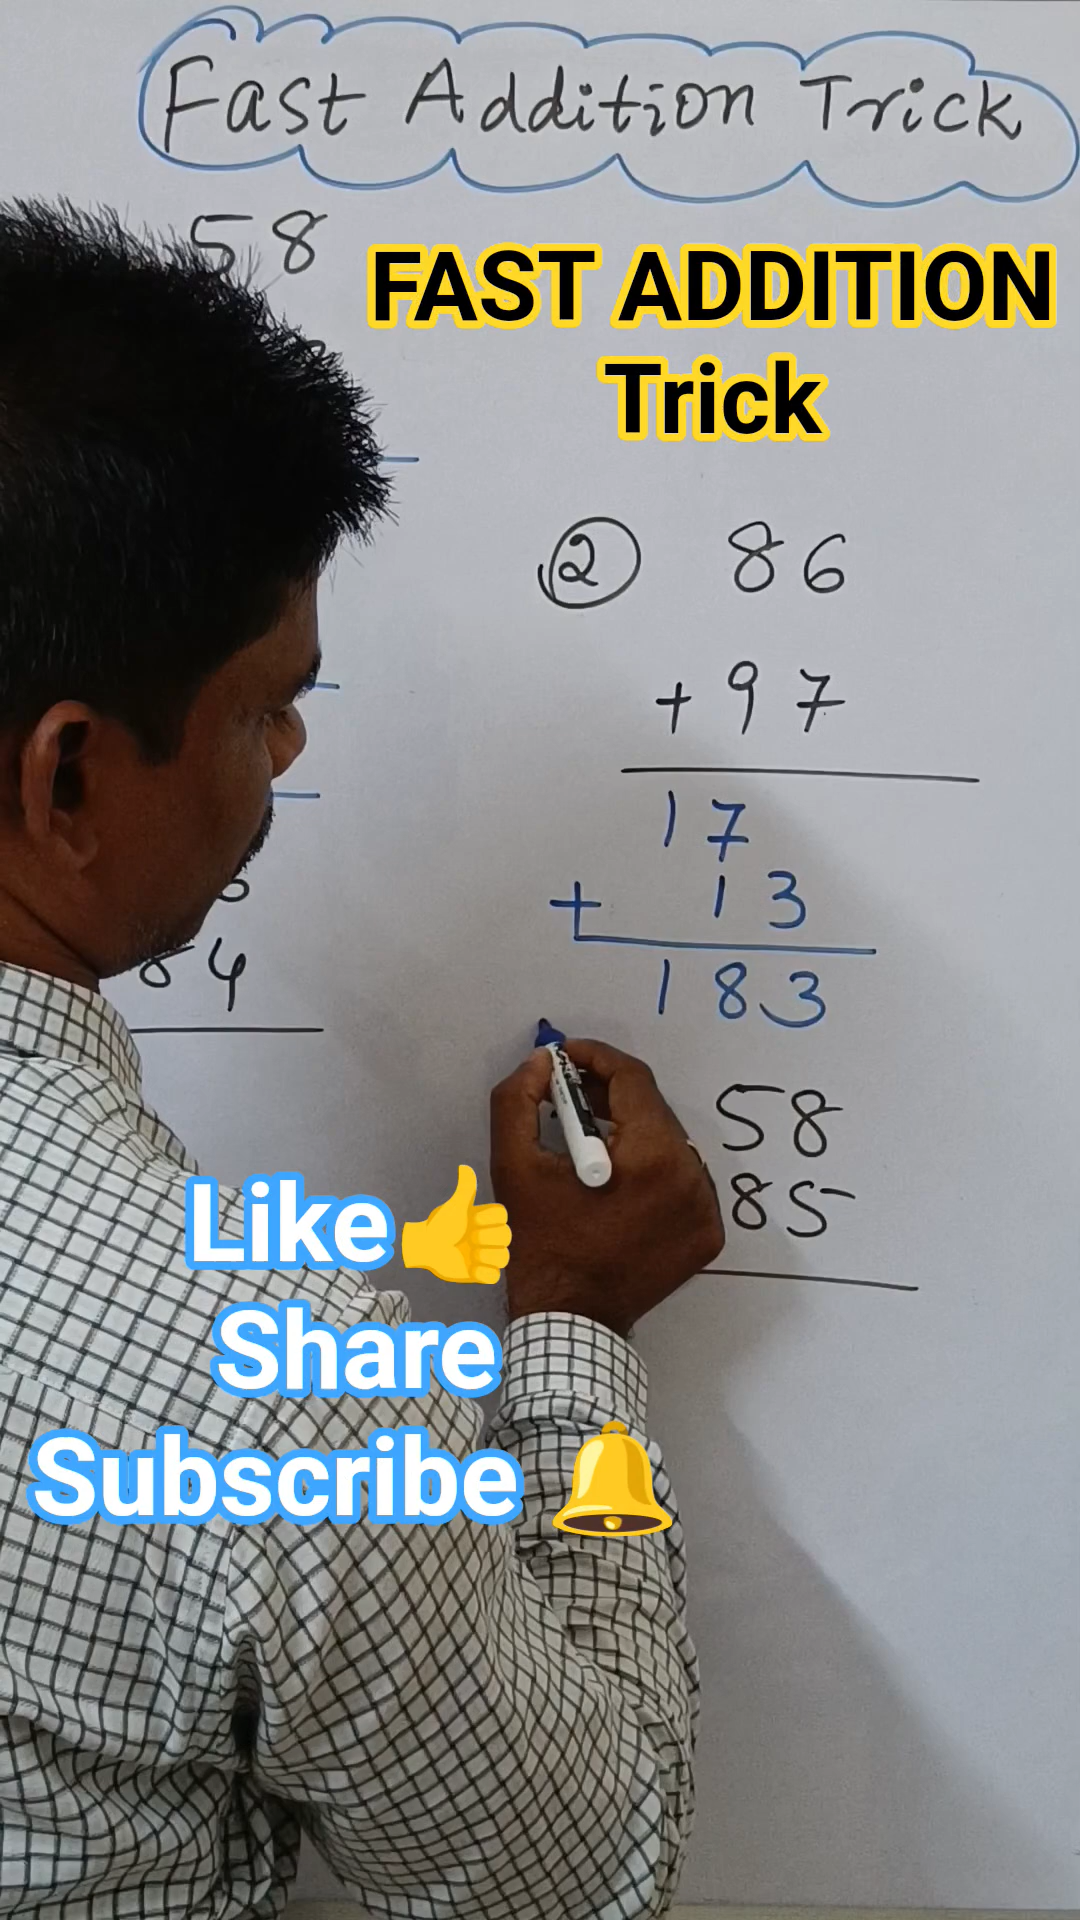 Fast Addition Trick
58
FAST ADDITION
Trick
② 86
+ 97
17
+ 13
183
84
58
85
Like👍
Share
Subscribe 🔔